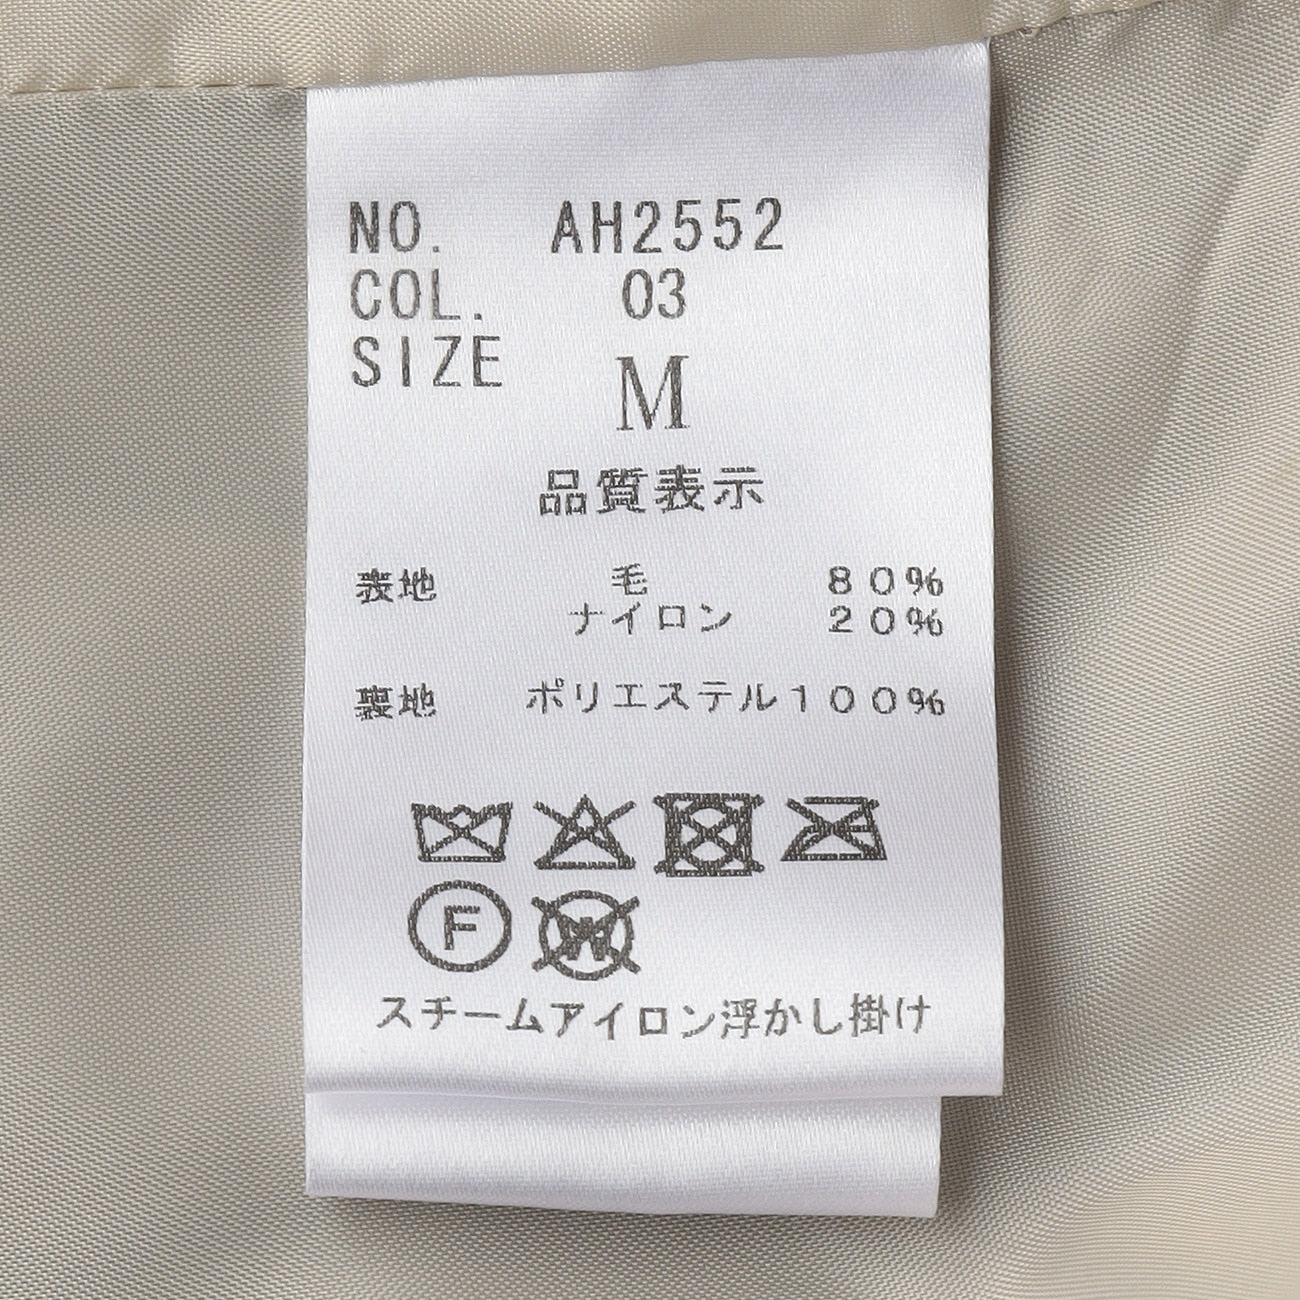 NO. AH2552
COL. 03
SIZE M
品質表示
表地 毛 80%
ナイロン 20%
裏地 ポリエステル100%
F W
スチームアイロン浮かし掛け